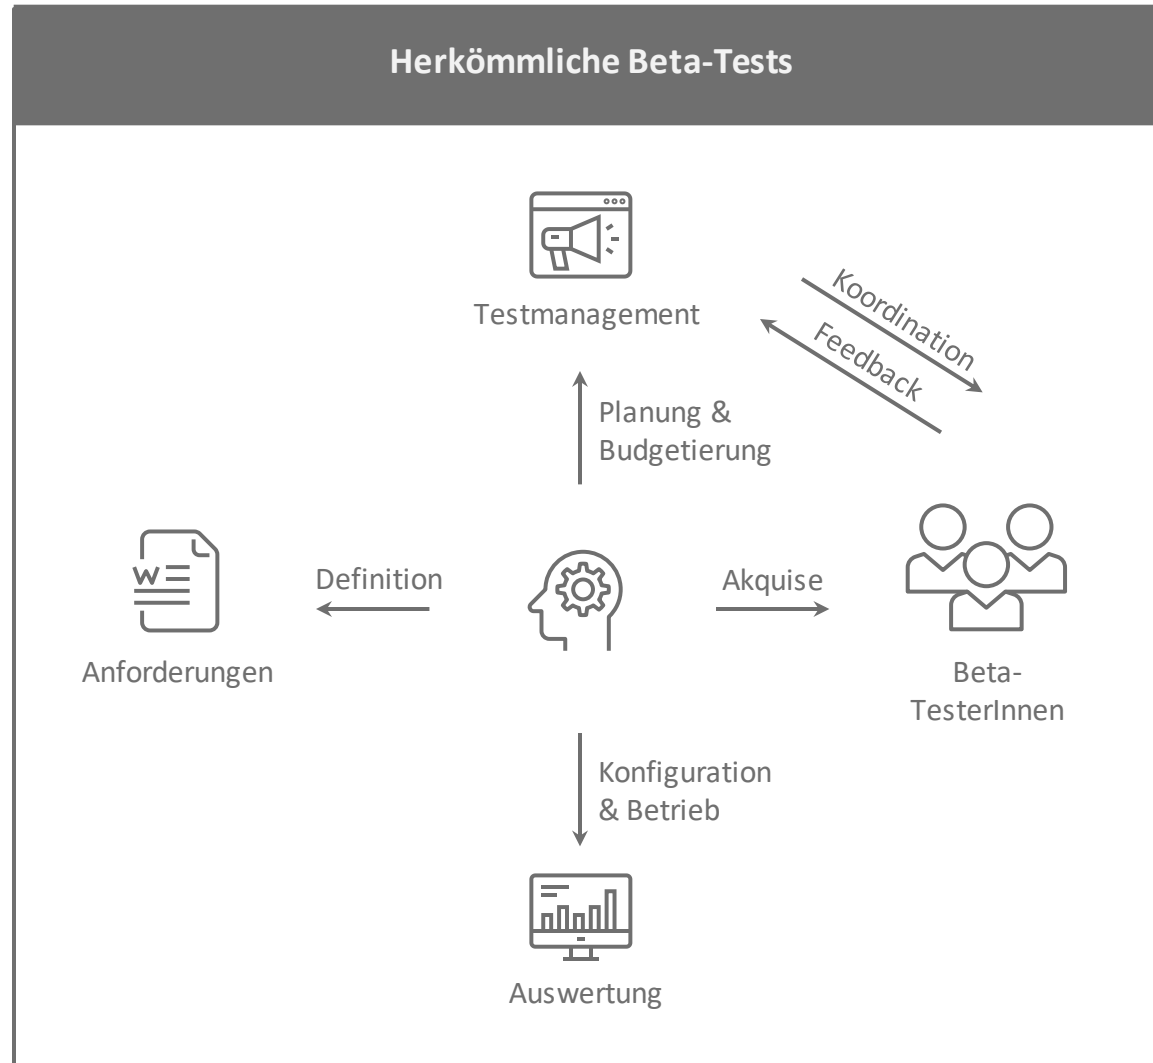 Herkömmliche Beta-Tests
Testmanagement
Koordination
Feedback
Planung &
Budgetierung
W
Definition
Akquise
Anforderungen
Beta-
TesterInnen
Konfiguration
& Betrieb
Auswertung